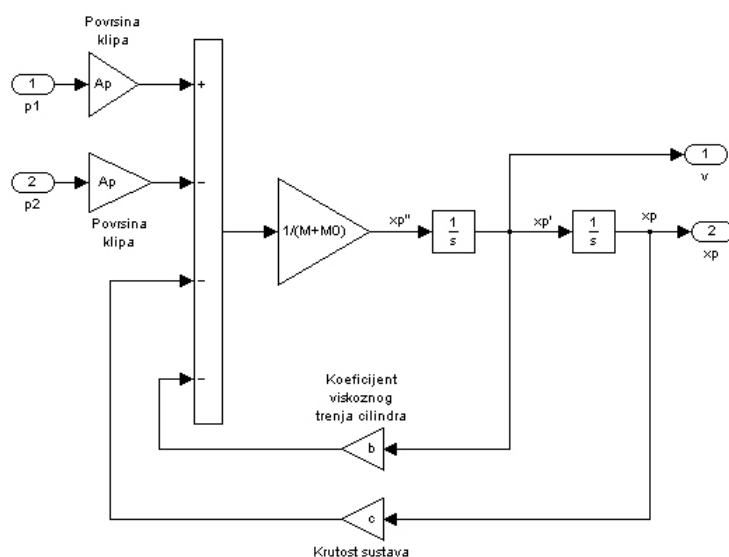 Povrsina
klipa
1
Ap
+
p1
2
Ap
−
p2
Povrsina
klipa
1/(M+M0)
xp"
1
s
xp'
1
s
xp
1
v
2
xp
−
−
Koeficijent
viskoznog
trenja cilindra
b
c
Krutost sustava